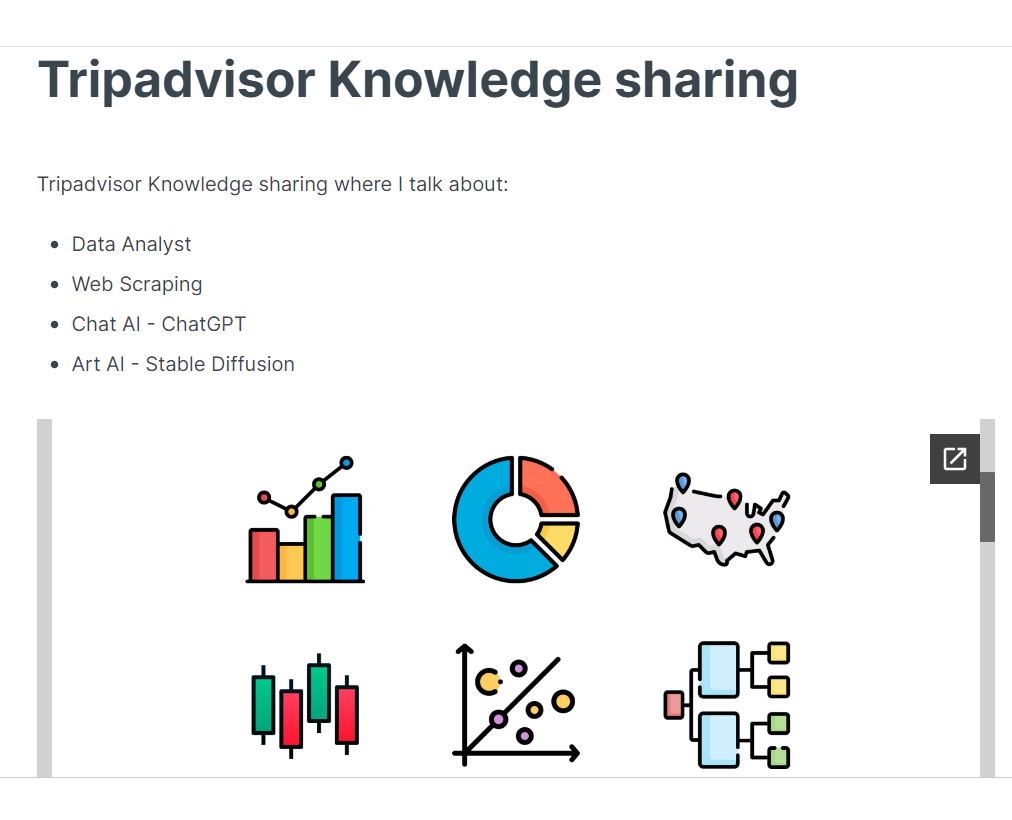 Tripadvisor Knowledge sharing
Tripadvisor Knowledge sharing where I talk about:
Data Analyst
Web Scraping
Chat AI - ChatGPT
Art AI - Stable Diffusion